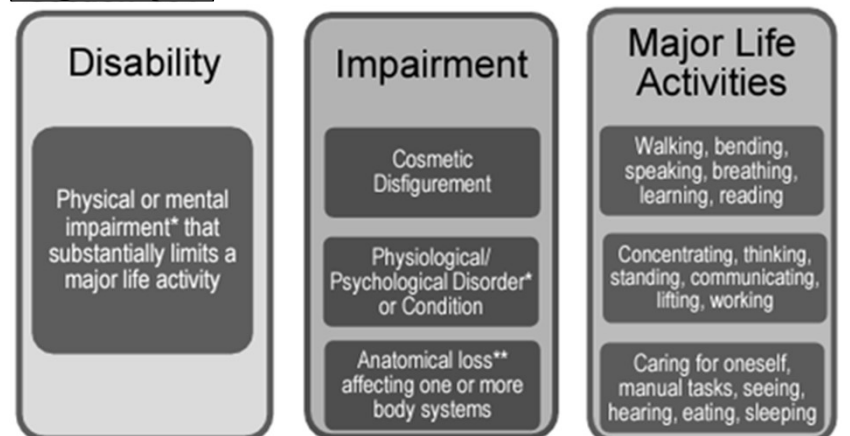 Disability
Physical or mental
impairment* that
substantially limits a
major life activity
Impairment
Cosmetic
Disfigurement
Physiological/
Psychological Disorder*
or Condition
Anatomical loss**
affecting one or more
body systems
Major Life
Activities
Walking, bending,
speaking, breathing,
learning, reading
Concentrating, thinking,
standing, communicating,
lifting, working
Caring for oneself,
manual tasks, seeing,
hearing, eating, sleeping